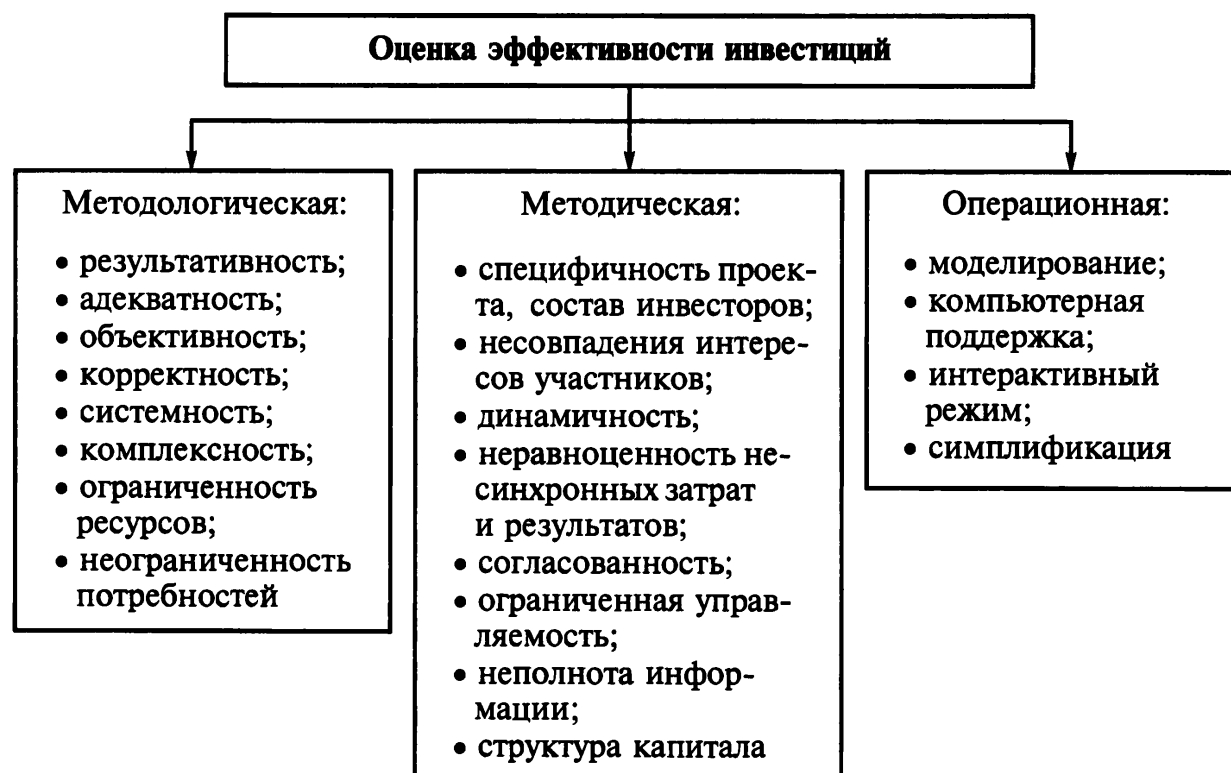 Оценка эффективности инвестиций
Методологическая:
• результативность;
• адекватность;
• объективность;
• корректность;
• системность;
• комплексность;
• ограниченность
ресурсов;
• неограниченность
потребностей
Методическая:
• специфичность проек-
та, состав инвесторов;
• несовпадения интере-
сов участников;
• динамичность;
• неравноценность не-
синхронных затрат
и результатов;
• согласованность;
• ограниченная управ-
ляемость;
• неполнота инфор-
мации;
• структура капитала
Операционная:
• моделирование;
• компьютерная
поддержка;
• интерактивный
режим;
• симплификация